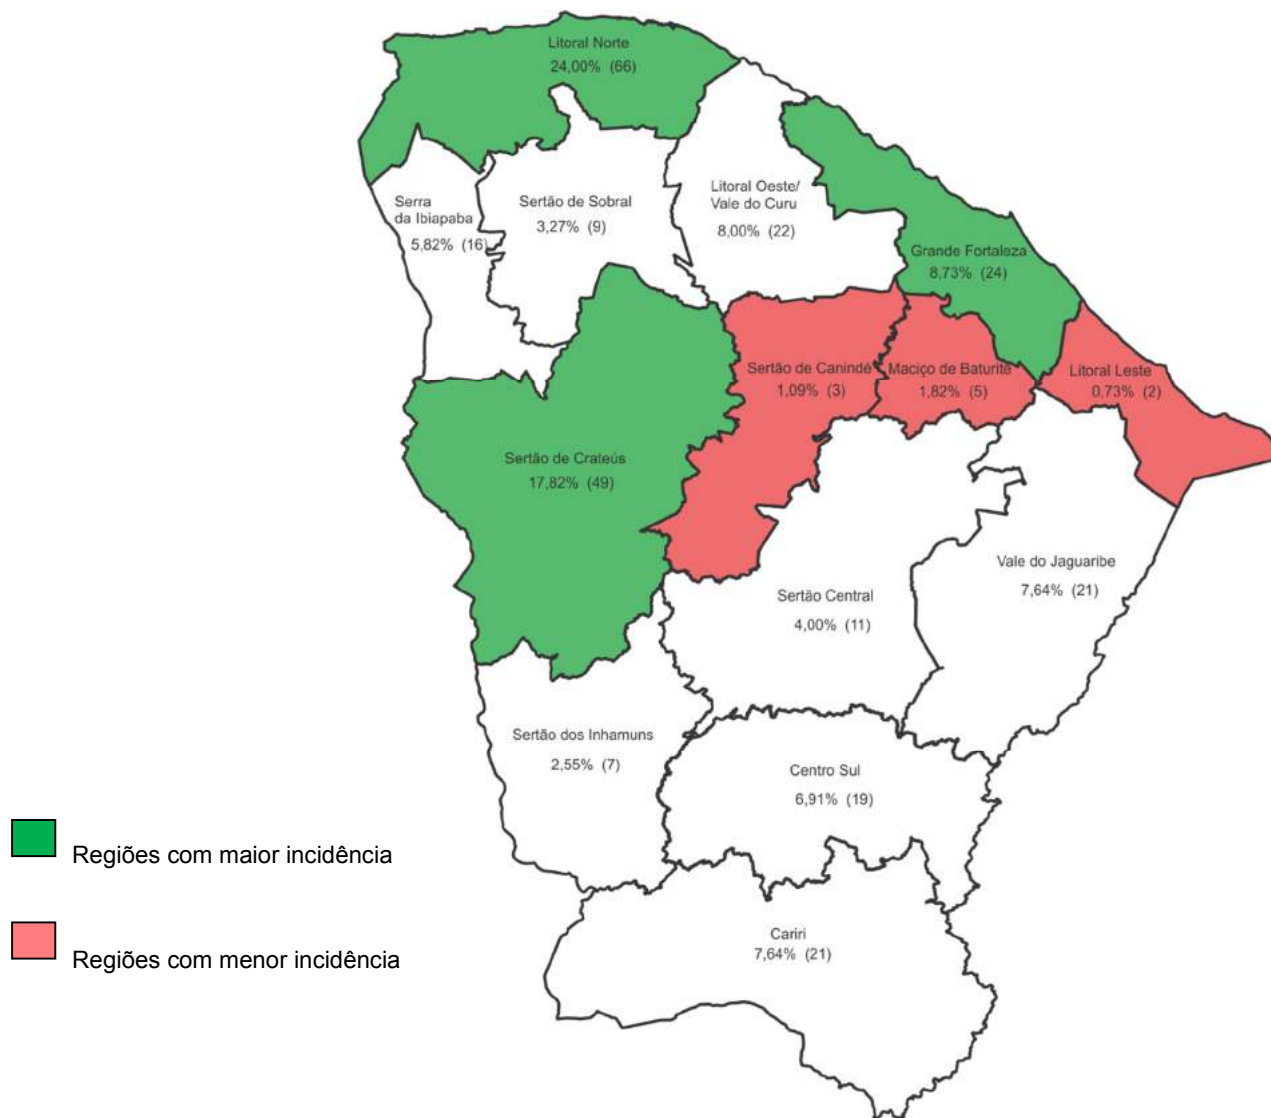 Litoral Norte
24,00% (66)
Serra
da Ibiapaba
5,82% (16)
Sertão de Sobral
3,27% (9)
Litoral Oeste/
Vale do Curu
8,00% (22)
Grande Fortaleza
8,73% (24)
Sertão de Canindé
1,09% (3)
Maciço de Baturité
1,82% (5)
Litoral Leste
0,73% (2)
Sertão de Crateús
17,82% (49)
Vale do Jaguaribe
7,64% (21)
Sertão Central
4,00% (11)
Sertão dos Inhamuns
2,55% (7)
Centro Sul
6,91% (19)
Cariri
7,64% (21)
Regiões com maior incidência
Regiões com menor incidência